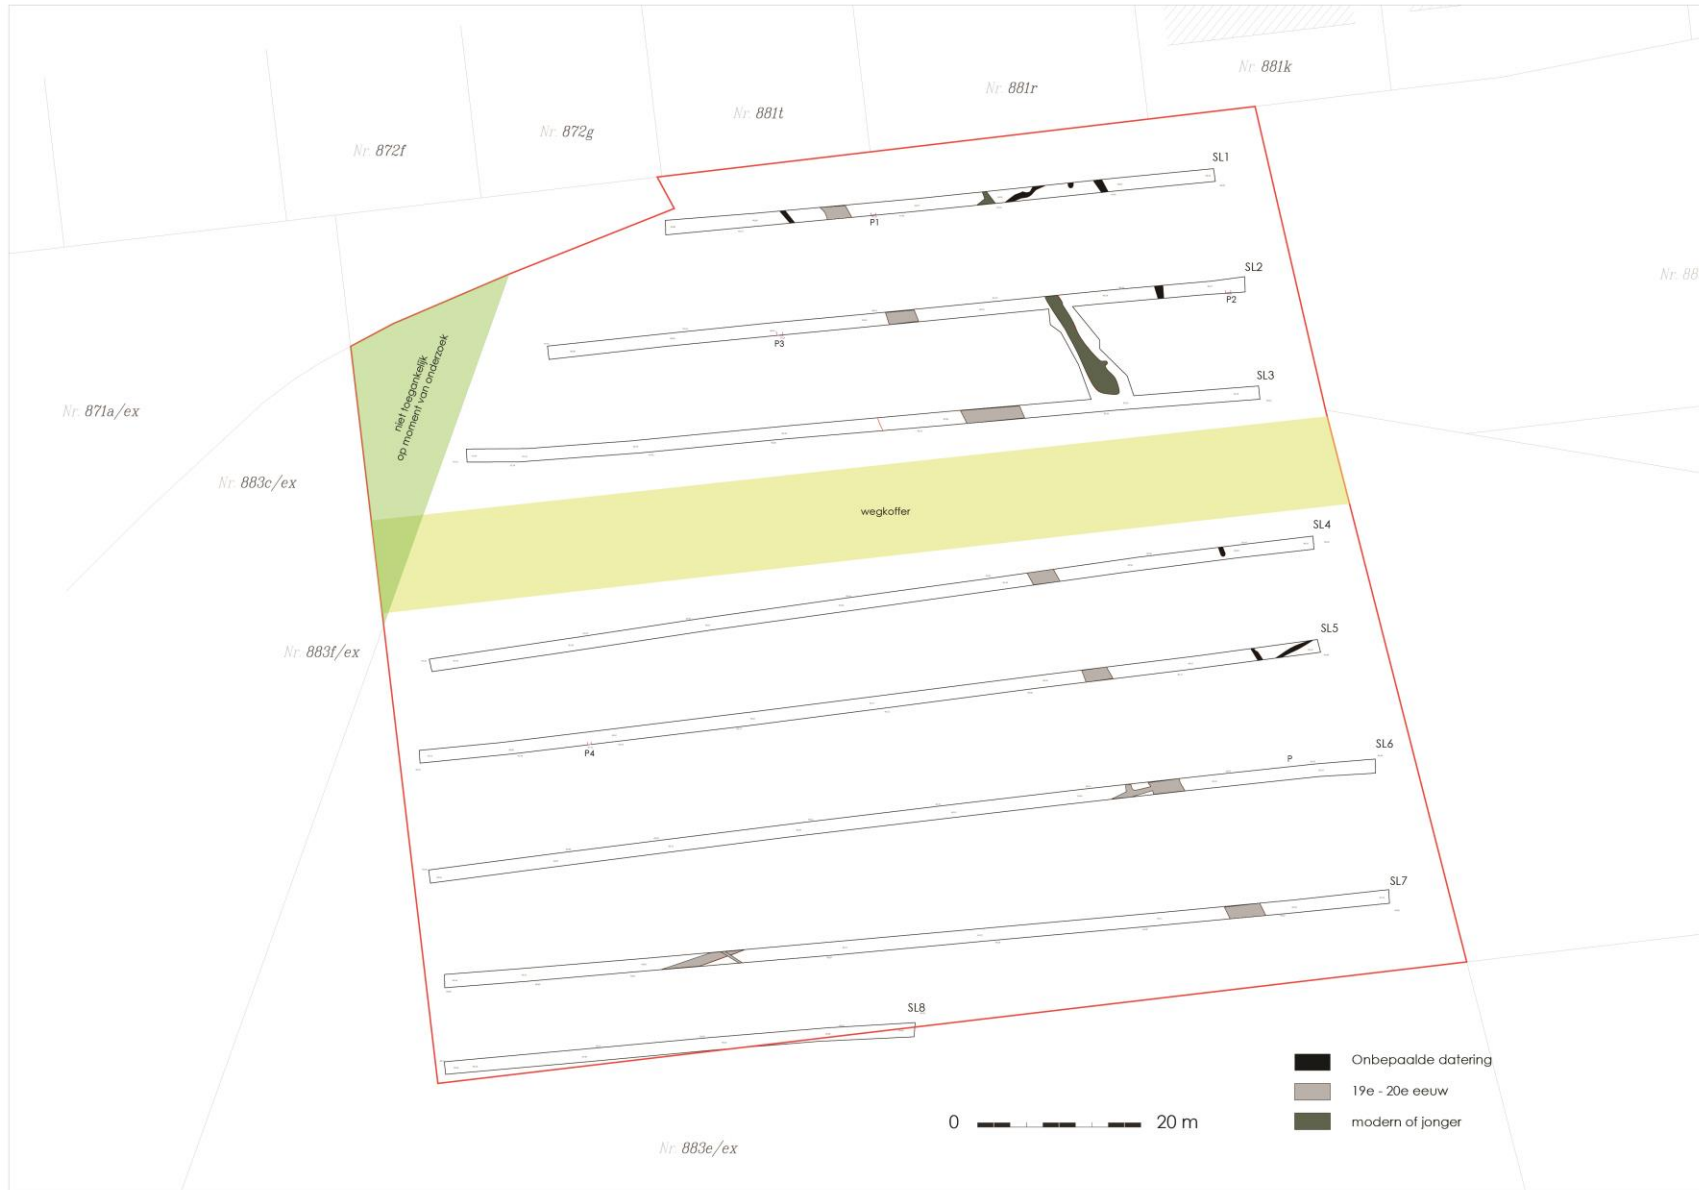 Nr. 881k
Nr. 881r
Nr. 881t
Nr. 872g
Nr. 872f
SL1
P1
SL2
P2
P3
niet toegankelijk
op moment van onderzoek
SL3
Nr. 871a/ex
Nr. 883c/ex
wegkoffer
SL4
SL5
Nr. 883f/ex
P4
SL6
P
SL7
SL8
Onbepaalde datering
19e - 20e eeuw
modern of jonger
0 20 m
Nr. 883e/ex